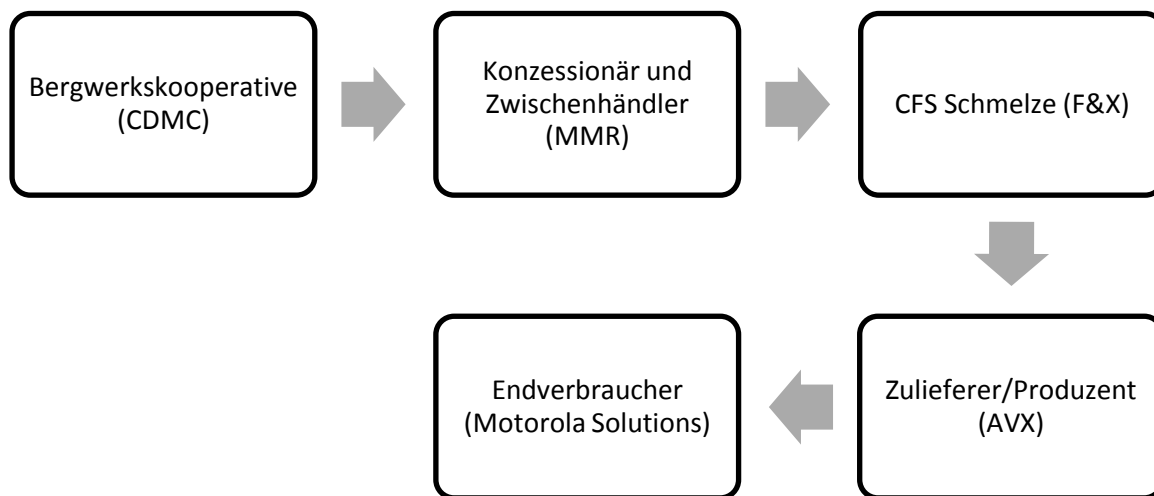 Bergwerkskooperative
(CDMC)
Konzessionär und
Zwischenhändler
(MMR)
CFS Schmelze (F&X)
Zulieferer/Produzent
(AVX)
Endverbraucher
(Motorola Solutions)